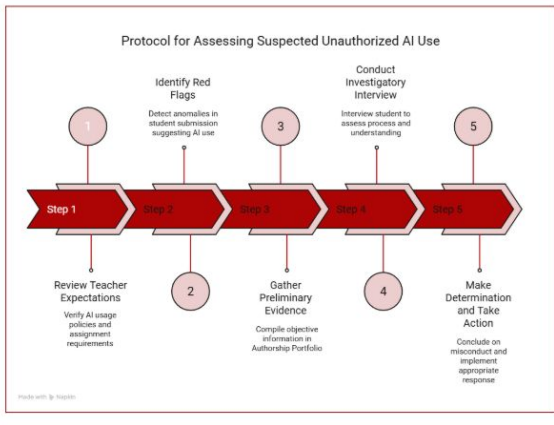 Protocol for Assessing Suspected Unauthorized AI Use
Identify Red
Flags
Detect anomalies in
student submission
suggesting AI use
Conduct
Investigatory
Interview
Interview student to
assess process and
understanding
1
3
5
Step 1
Step 2
Step 3
Step 4
Step 5
Review Teacher
Expectations
Verify AI usage
policies and
assignment
requirements
2
Gather
Preliminary
Evidence
Compile objective
information in
Authorship Portfolio
4
Make
Determination
and Take
Action
Conclude on
misconduct and
implement
appropriate
response
Made with Napkin